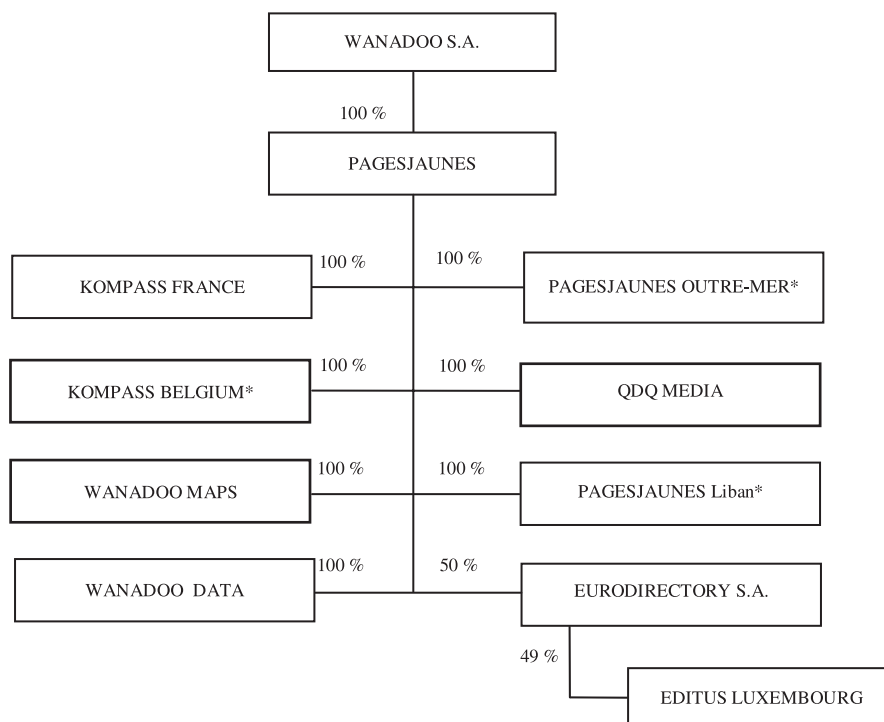 WANADOO S.A.
100 %
PAGESJAUNES
100 %
100 %
KOMPASS FRANCE
PAGESJAUNES OUTRE-MER*
100 %
100 %
KOMPASS BELGIUM*
QDQ MEDIA
100 %
100 %
WANADOO MAPS
PAGESJAUNES Liban*
100 %
50 %
WANADOO DATA
EURODIRECTORY S.A.
49 %
EDITUS LUXEMBOURG